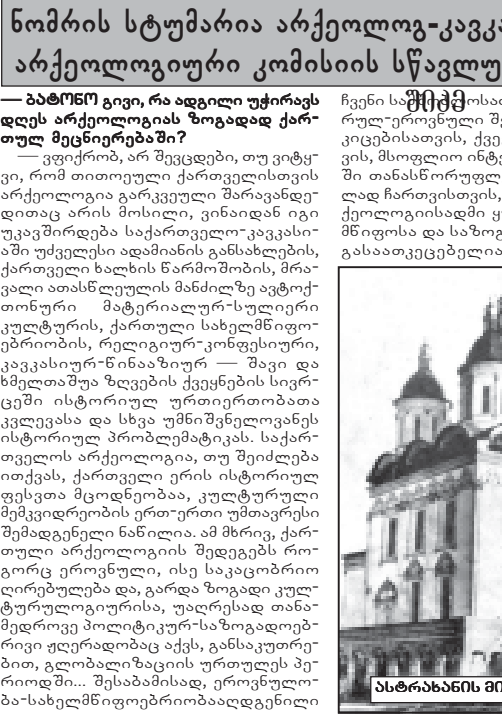 ნომრის სტუმარია არქეოლოგ-კავკა
არქეოლოგიური კომისიის სწავლუ
— ბატონო გივი, რა ადგილი უჭირავს
დღეს არქეოლოგიას ზოგადად ქარ-
თულ მეცნიერებაში?
— ვფიქრობ, არ შევცდები, თუ ვიტყ-
ვი, რომ თითოეული ქართველისთვის
არქეოლოგია გარკვეული შარავანდე-
დითაც არის მოსილი, ვინაიდან იგი
უკავშირდება საქართველო-კავკასი-
აში უძველესი ადამიანის განსახლების,
ქართველი ხალხის წარმოშობის, მრა-
ვალი ათასწლეულის მანძილზე ავტოქ-
თონური მატერიალურ-სულიერი
კულტურის, ქართული სახელმწიფო-
ებრიობის, რელიგიურ-კონფესიური,
კავკასიურ-წინააზიურ — შავი და
ხმელთაშუა ზღვების ქვეყნების სივრ-
ცეში ისტორიულ ურთიერთობათა
კვლევასა და სხვა უმნიშვნელოვანეს
ისტორიულ პრობლემატიკას. საქარ-
თველოს არქეოლოგია, თუ შეიძლება
ითქვას, ქართველი ერის ისტორიულ
ფესვთა მცოდნეობაა, კულტურული
მემკვიდრეობის ერთ-ერთი უმთავრესი
შემადგენელი ნაწილია. ამ მხრივ, ქარ-
თული არქეოლოგიის შედეგებს რო-
გორც ეროვნული, ისე საკაცობრიო
ღირებულება და, გარდა ზოგადი კულ-
ტუროლოგიურისა, უაღრესად თანა-
მედროვე პოლიტიკურ-საზოგადოებ-
რივი ჟღერადობაც აქვს, განსაკუთრე-
ბით, გლობალიზაციის ურთულეს პე-
რიოდში... შესაბამისად, ეროვნულო-
ბა-სახელმწიფოებრიობააღდგენილი
ჩვენი
რულ-ეროვნული შე
კიცებისათვის, ქვე
ვის, მსოფლიო ინტე
ში თანასწორუფლ
ლად ჩართვისთვის,
ქეოლოგიისადმი ყ
მწიფოსა და საზოგ
გასაათკეცებელია
ასტრახანის მი